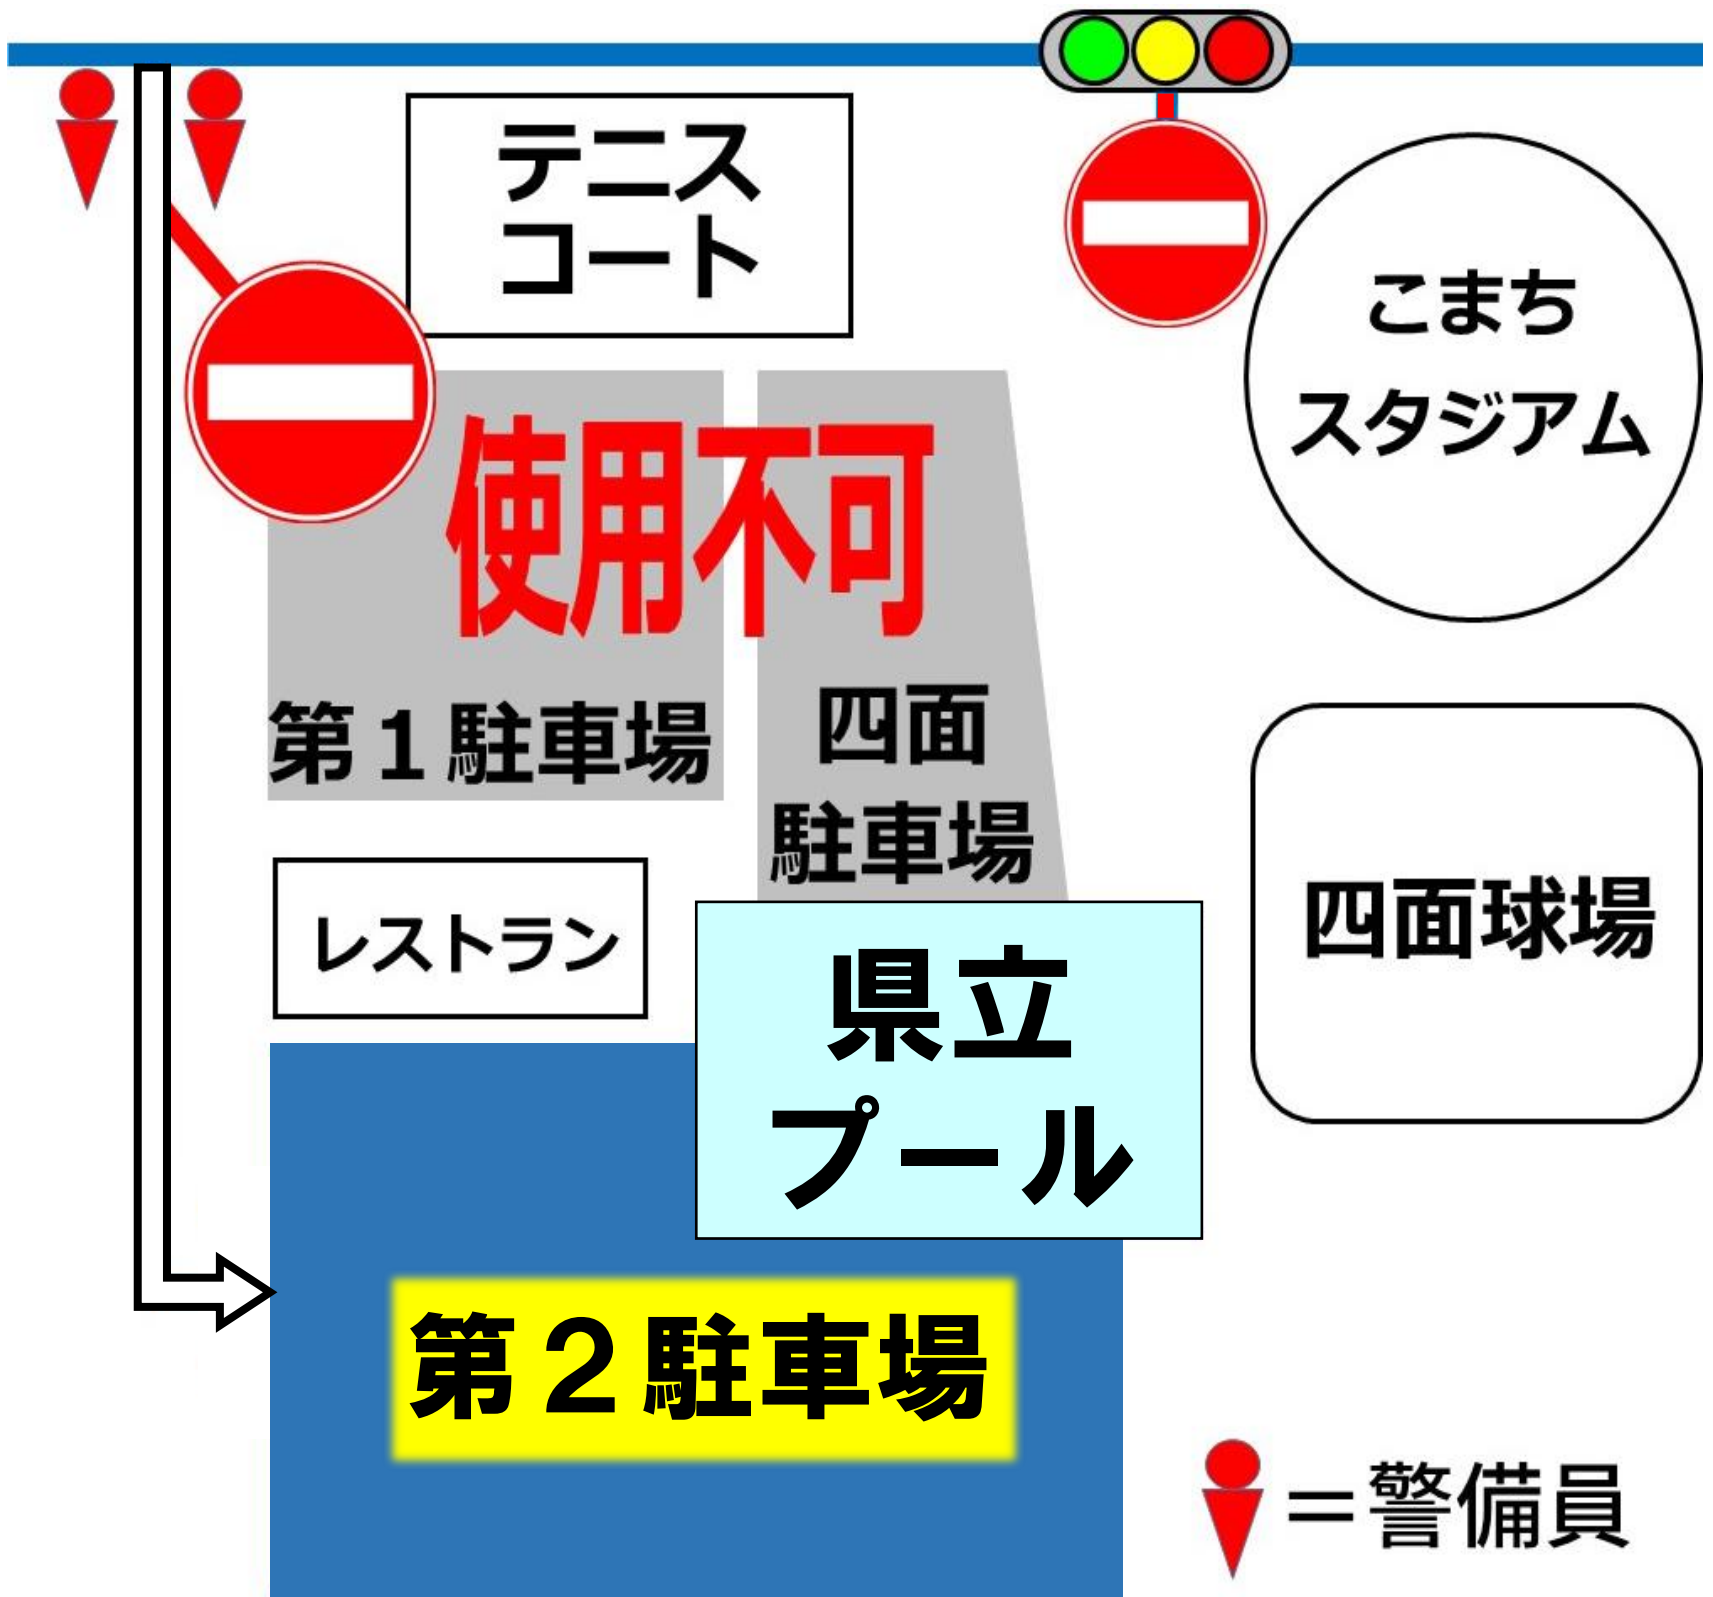 テニス
コート
こまち
スタジアム
使用不可
第１駐車場
四面
駐車場
レストラン
県立
プール
四面球場
第２駐車場
＝警備員